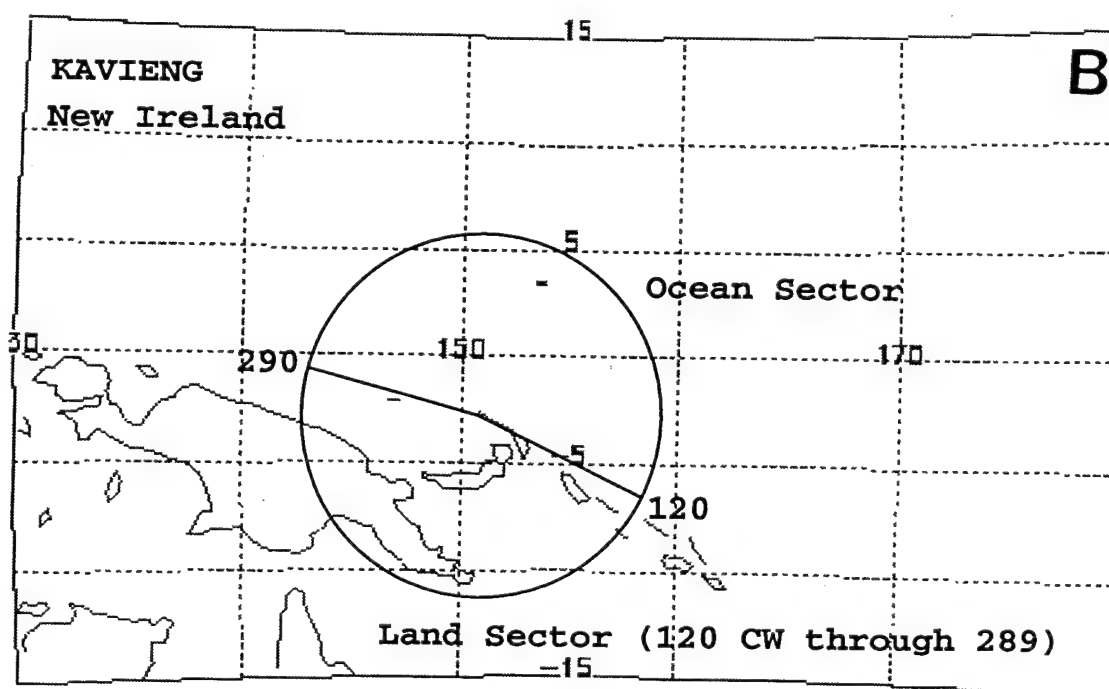 15
KAVIENG
B
New Ireland
5
Ocean Sector
30
150
170
290
-5
120
Land Sector (120 CW through 289)
-15